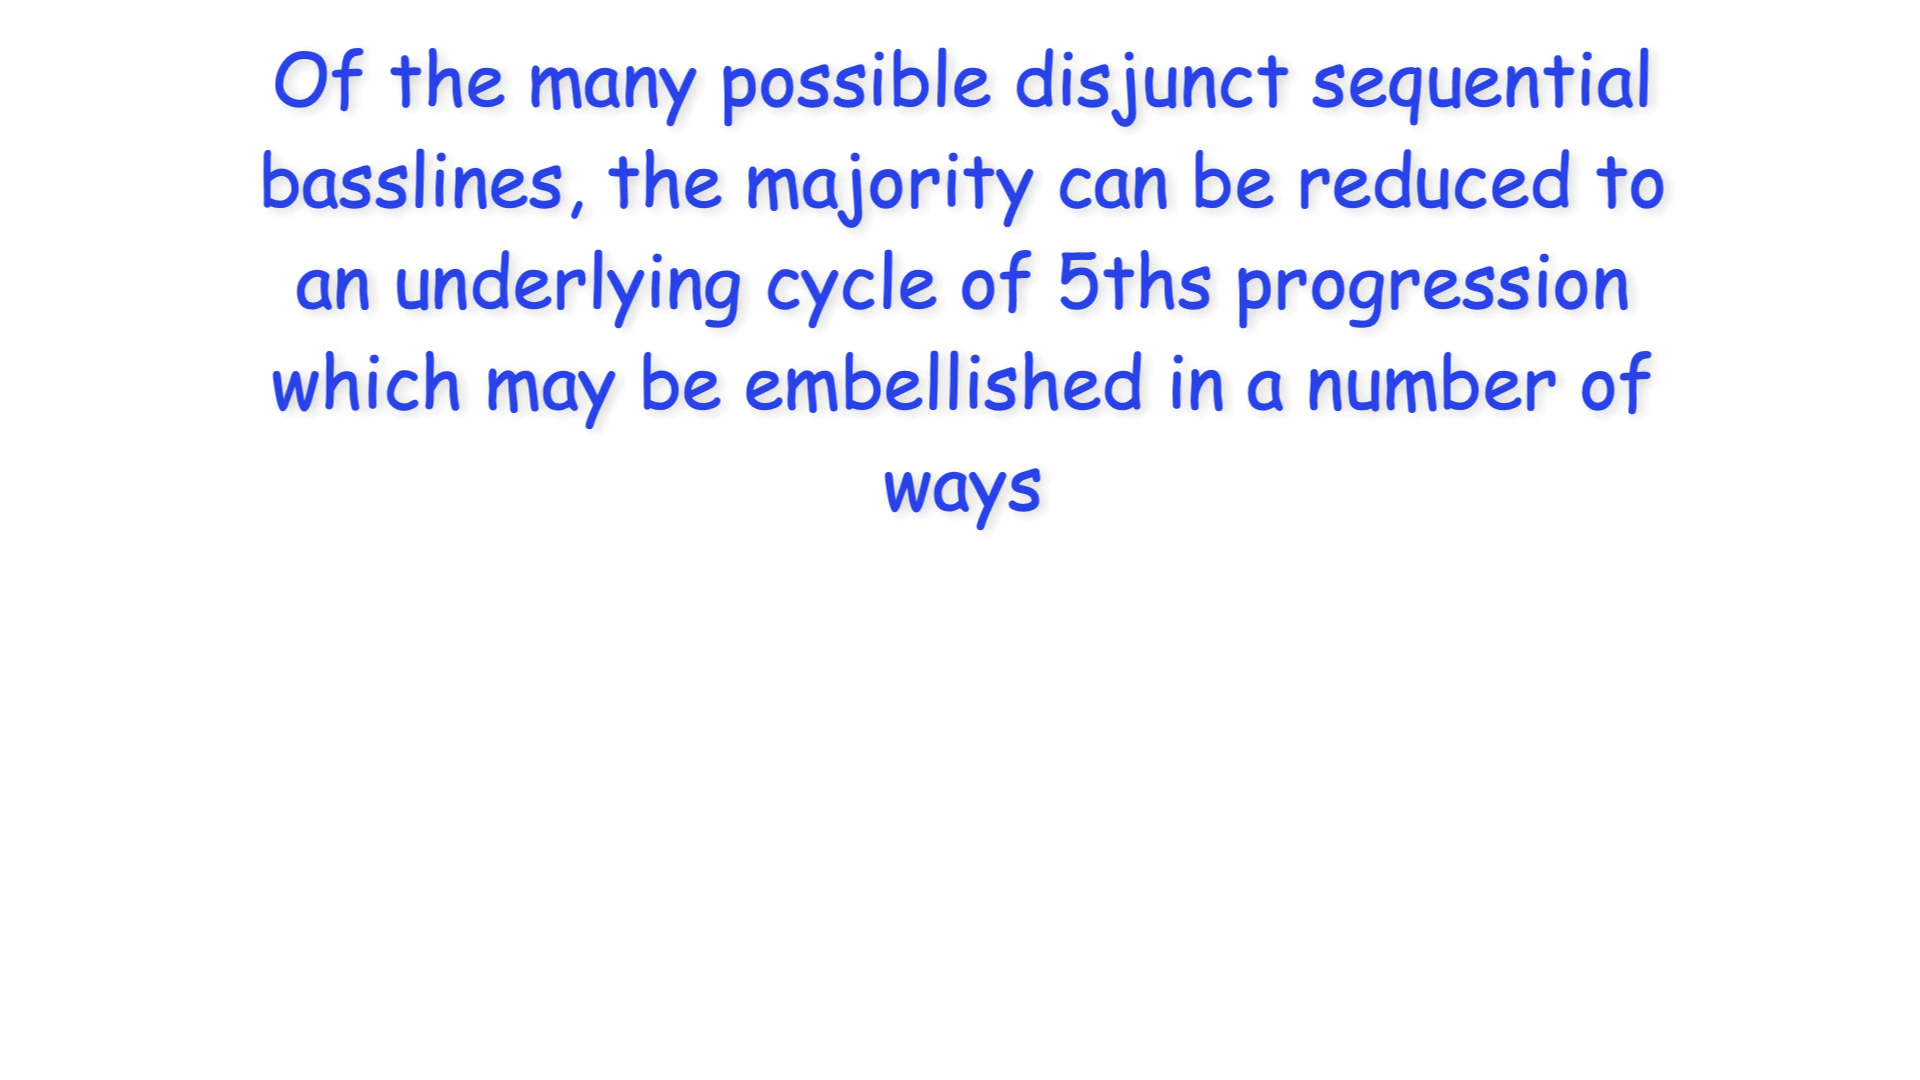 Of the many possible disjunct sequential
basslines, the majority can be reduced to
an underlying cycle of 5ths progression
which may be embellished in a number of
ways